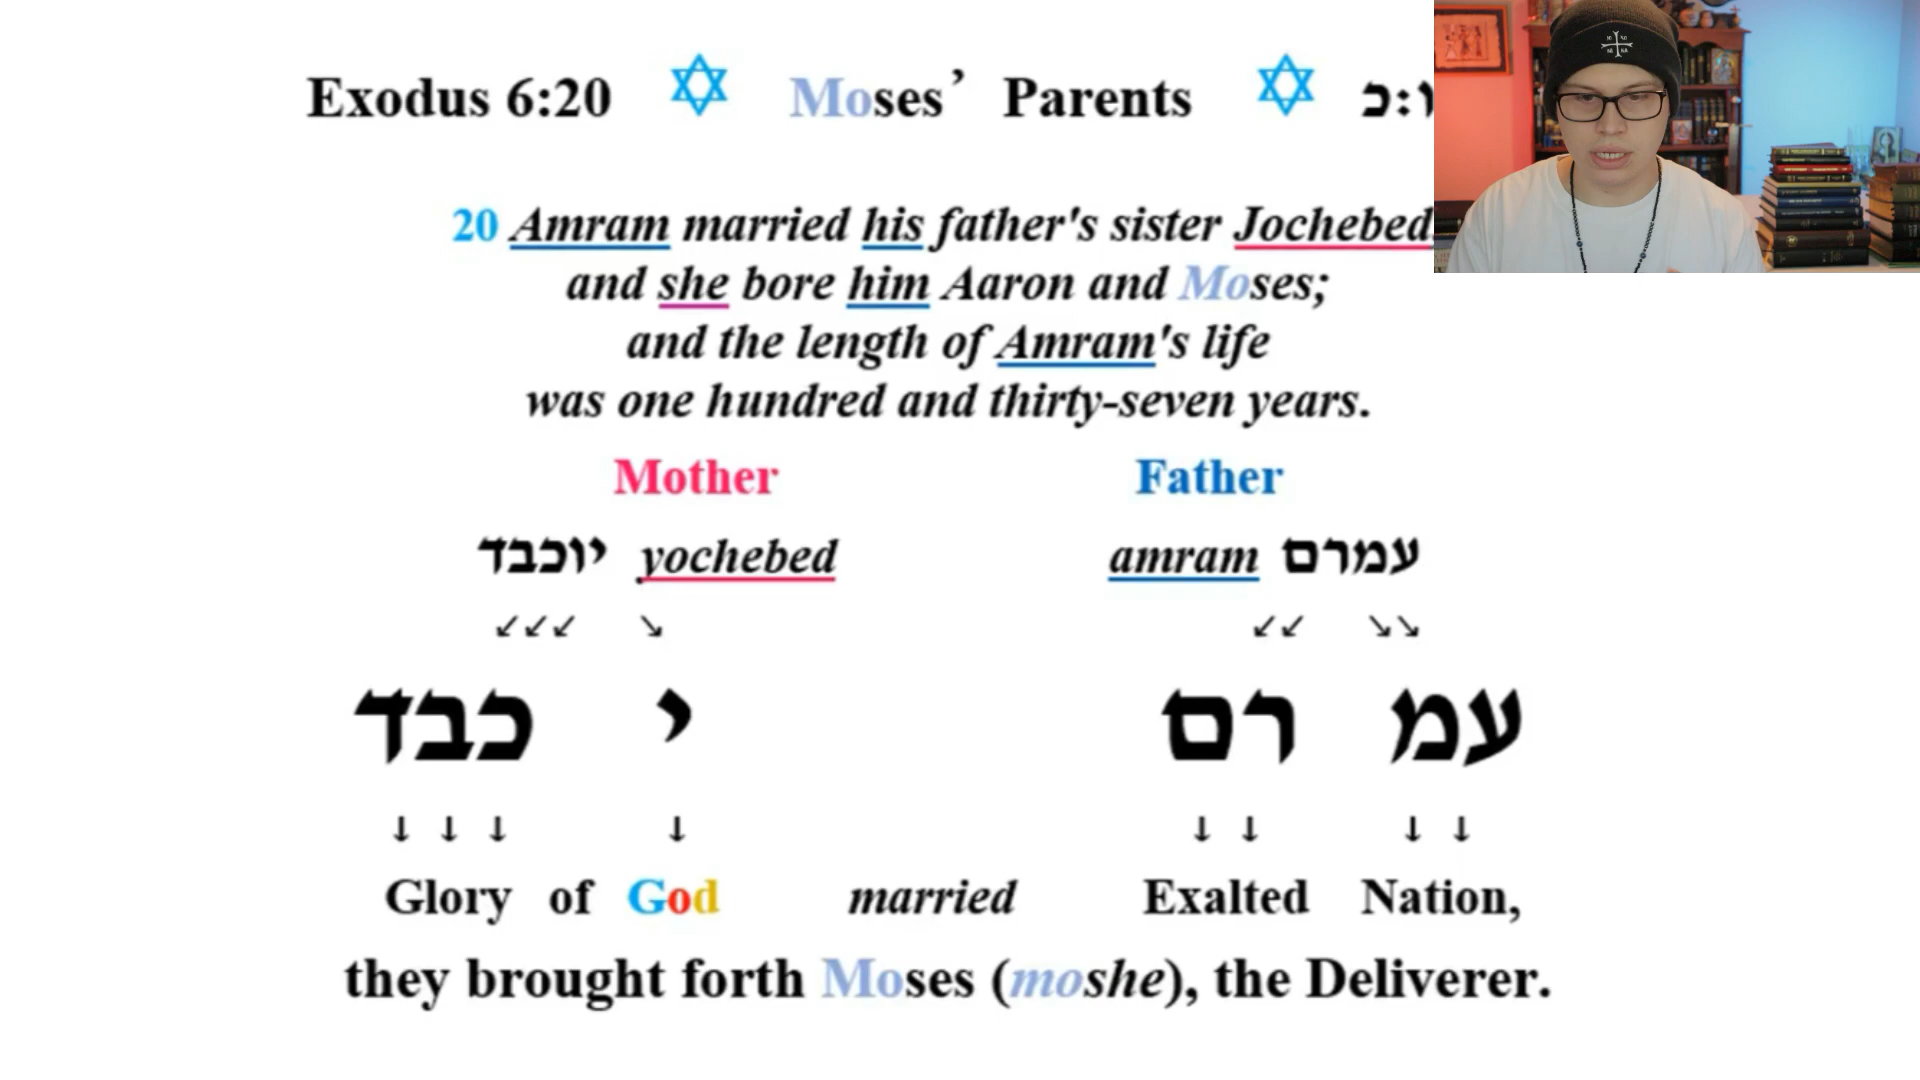 Exodus 6:20 ✡ Moses’ Parents ✡ ו:כ
20 Amram married his father's sister Jochebed
and she bore him Aaron and Moses;
and the length of Amram's life
was one hundred and thirty-seven years.
Mother Father
יוכבד yochebed amram עמרם
↙↙↙ ↘ ↙↙ ↘↘
כבד י רם עמ
↓ ↓ ↓ ↓ ↓ ↓ ↓ ↓
Glory of God married Exalted Nation,
they brought forth Moses (moshe), the Deliverer.